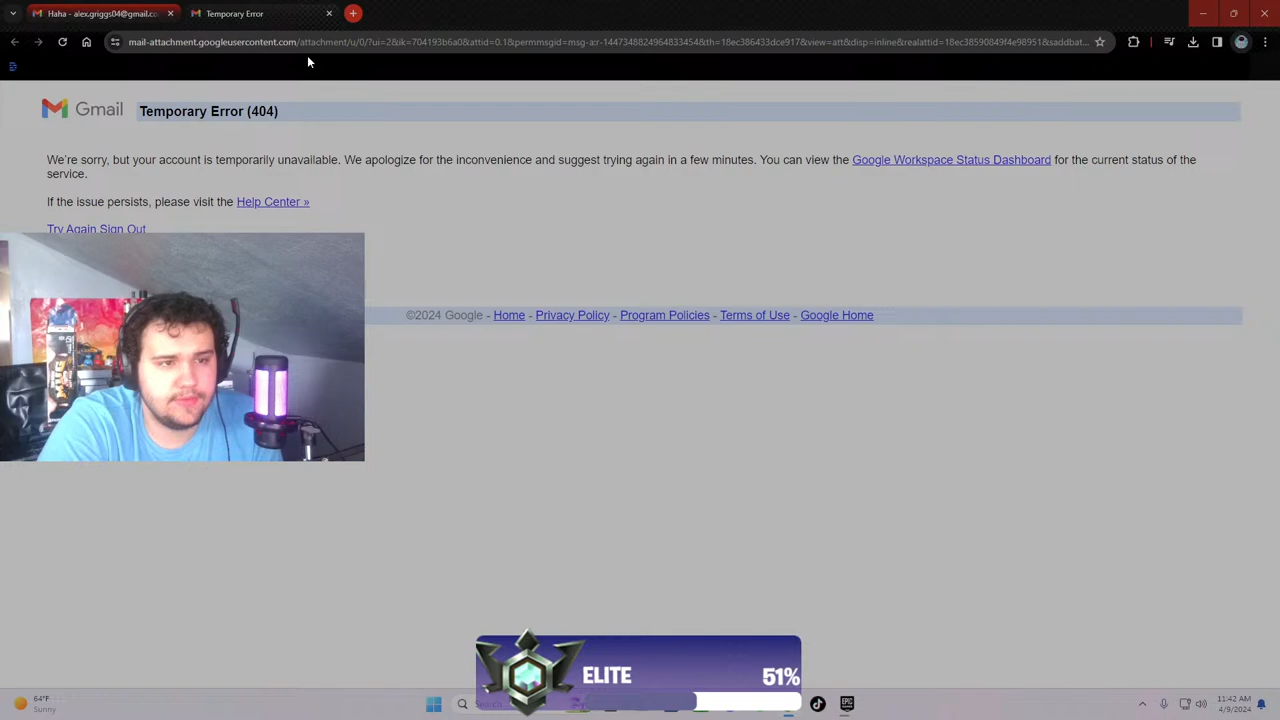 Haha - alex.griggs04@gmail.co
Temporary Error
mail-attachment.googleusercontent.com/attachment/u/0/?ui=2&ik=704193b6a0&attid=0.1&permmsgid=msg-a:r-1447348824964833454&th=18ec386433dce917&view=att&disp=inline&realattid=18ec38590849f4e98951&saddbat...
Gmail
Temporary Error (404)
We're sorry, but your account is temporarily unavailable. We apologize for the inconvenience and suggest trying again in a few minutes. You can view the Google Workspace Status Dashboard for the current status of the
service.
If the issue persists, please visit the Help Center »
Try Again Sign Out
©2024 Google - Home - Privacy Policy - Program Policies - Terms of Use - Google Home
ELITE
51%
64°F
Sunny
Search
EPIC
11:42 AM
4/9/2024